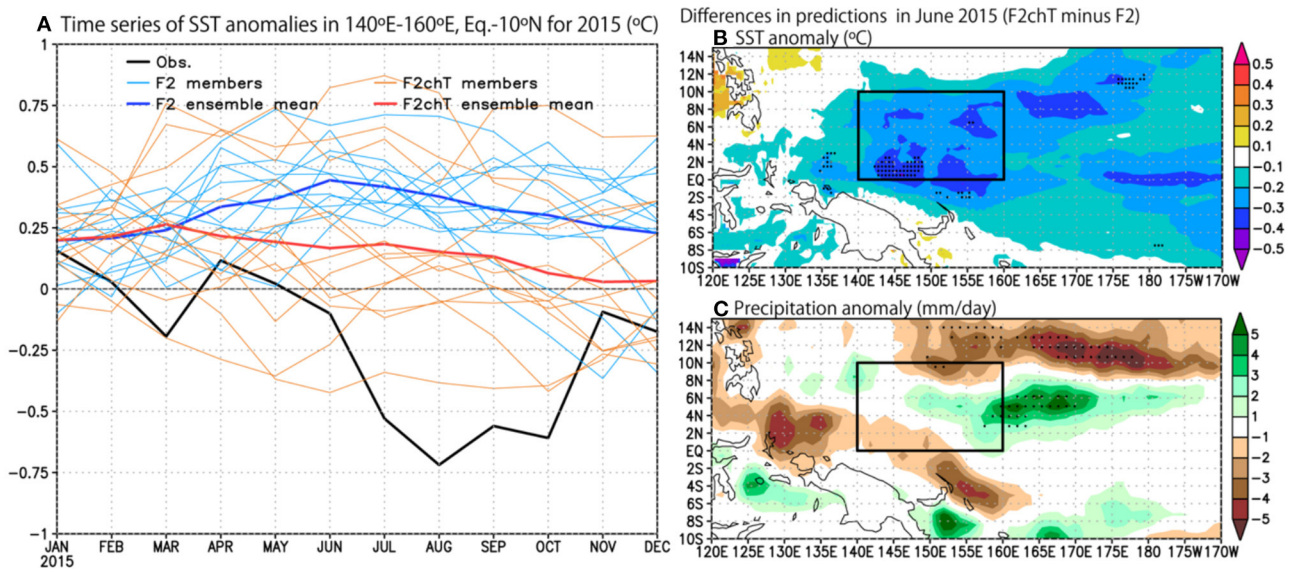 A Time series of SST anomalies in 140ºE-160ºE, Eq.-10ºN for 2015 (ºC)
1
0.75
0.5
0.25
0
−0.25
−0.5
−0.75
−1
Obs.
F2 members
F2chT members
F2 ensemble mean
F2chT ensemble mean
JAN FEB MAR APR MAY JUN JUL AUG SEP OCT NOV DEC
2015
Differences in predictions in June 2015 (F2chT minus F2)
B SST anomaly (ºC)
14N
12N
10N
8N
6N
4N
2N
EQ
2S
4S
6S
8S
10S
120E 125E 130E 135E 140E 145E 150E 155E 160E 165E 170E 175E 180 175W 170W
0.5
0.4
0.3
0.2
0.1
−0.1
−0.2
−0.3
−0.4
−0.5
C Precipitation anomaly (mm/day)
14N
12N
10N
8N
6N
4N
2N
EQ
2S
4S
6S
8S
10S
120E 125E 130E 135E 140E 145E 150E 155E 160E 165E 170E 175E 180 175W 170W
5
4
3
2
1
−1
−2
−3
−4
−5